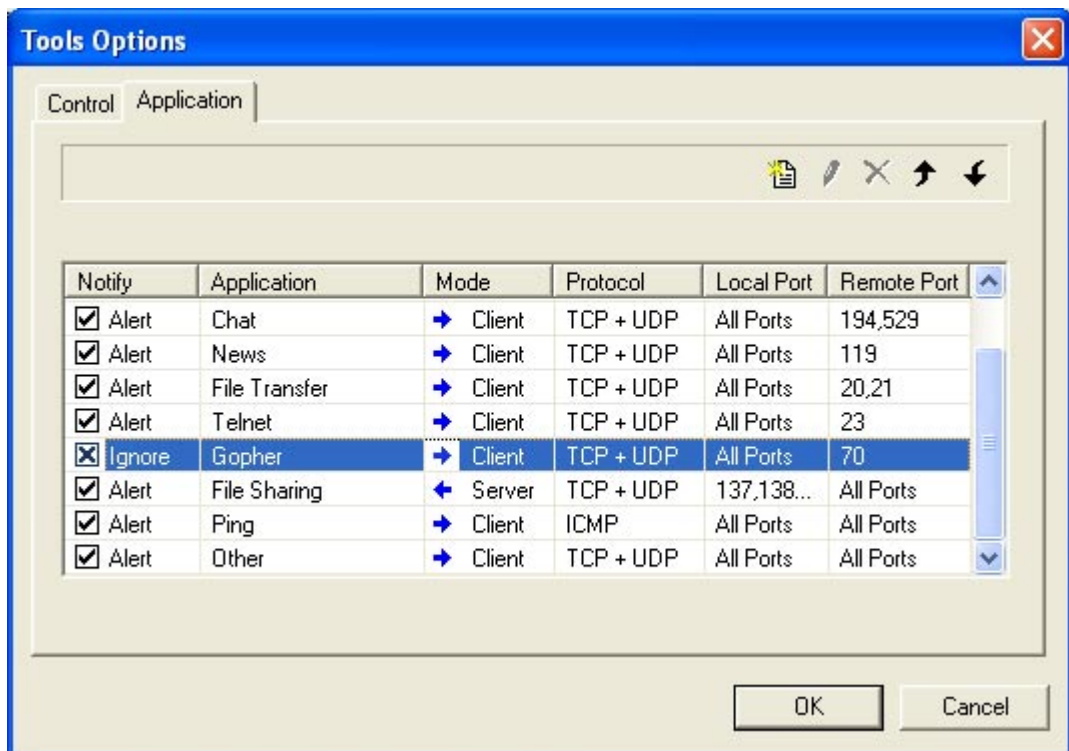 Tools Options
Control Application
Notify Application Mode Protocol Local Port Remote Port
Alert Chat Client TCP + UDP All Ports 194,529
Alert News Client TCP + UDP All Ports 119
Alert File Transfer Client TCP + UDP All Ports 20,21
Alert Telnet Client TCP + UDP All Ports 23
Ignore Gopher Client TCP + UDP All Ports 70
Alert File Sharing Server TCP + UDP 137,138... All Ports
Alert Ping Client ICMP All Ports All Ports
Alert Other Client TCP + UDP All Ports All Ports
OK Cancel